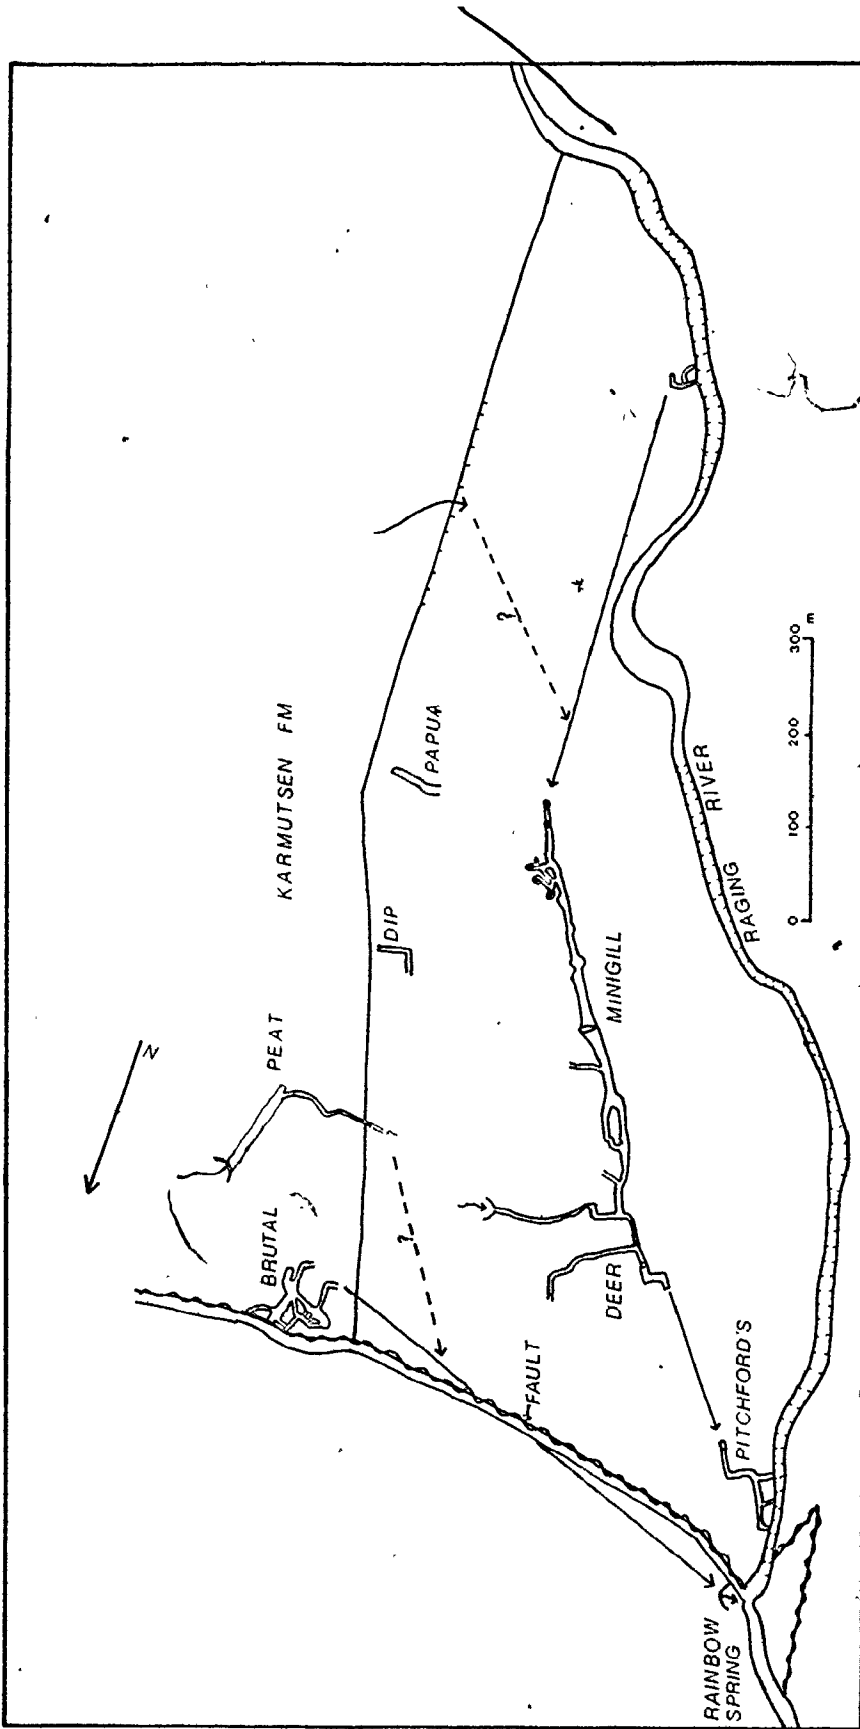 KARMUTSEN FM
PAPUA
DIP
PEAT
BRUTAL
N
?
?
MINIGILL
DEER
FAULT
PITCHFORD'S
RAINBOW
SPRING
RAGING RIVER
0 100 200 300 m